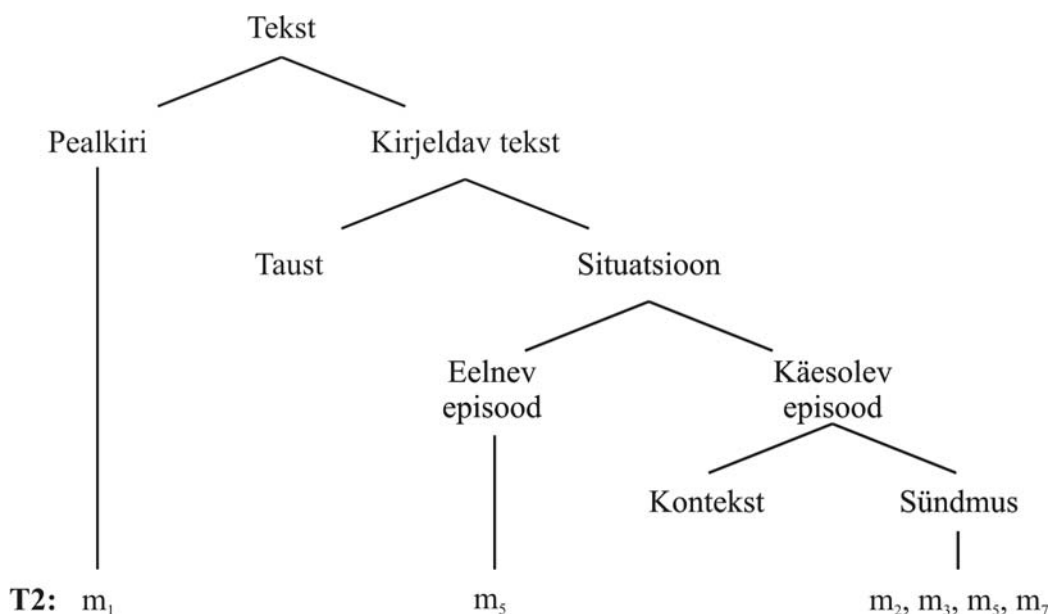 Tekst
Pealkiri Kirjeldav tekst
Taust Situatsioon
Eelnev episood Käesolev episood
Kontekst Sündmus
T2: m₁ m₅ m₂, m₃, m₅, m₇